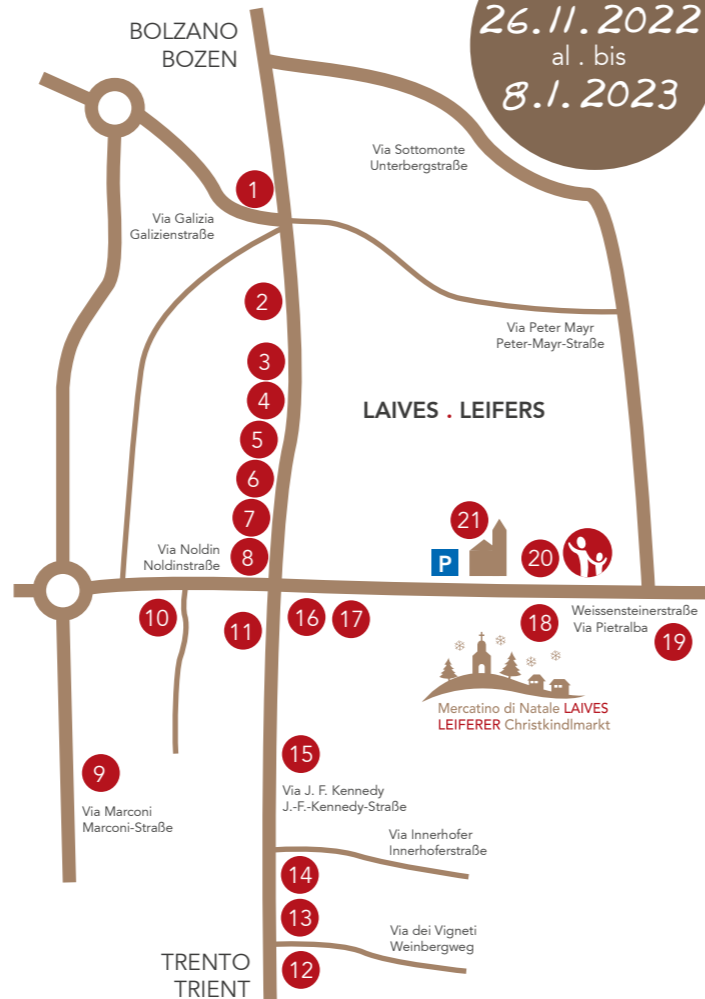 26.11.2022
al . bis
8.1.2023
BOLZANO
BOZEN
Via Sottomonte
Unterbergstraße
1
Via Galizia
Galizienstraße
2
Via Peter Mayr
Peter-Mayr-Straße
3
4
LAIVES . LEIFERS
5
6
7
21
8
P
20
Via Noldin
Noldinstraße
10
11
16
17
18
Weissensteinerstraße
Via Pietralba
19
Mercatino di Natale LAIVES
LEIFERER Christkindlmarkt
15
9
Via J. F. Kennedy
J.-F.-Kennedy-Straße
Via Marconi
Marconi-Straße
Via Innerhofer
Innerhoferstraße
14
13
Via dei Vigneti
Weinbergweg
12
TRENTO
TRIENT